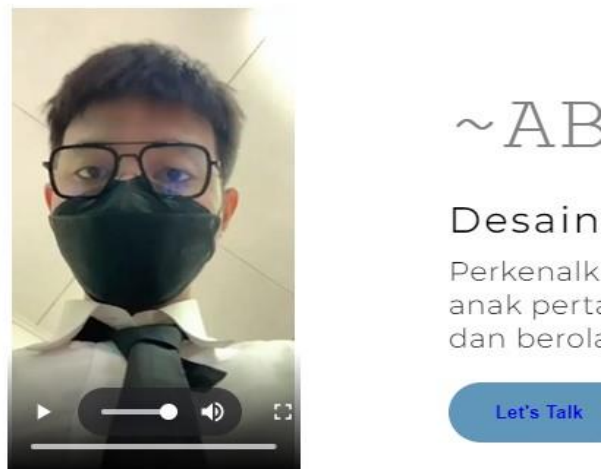 ~AB
Desain
Perkenalk
anak perta
dan berola
Let's Talk